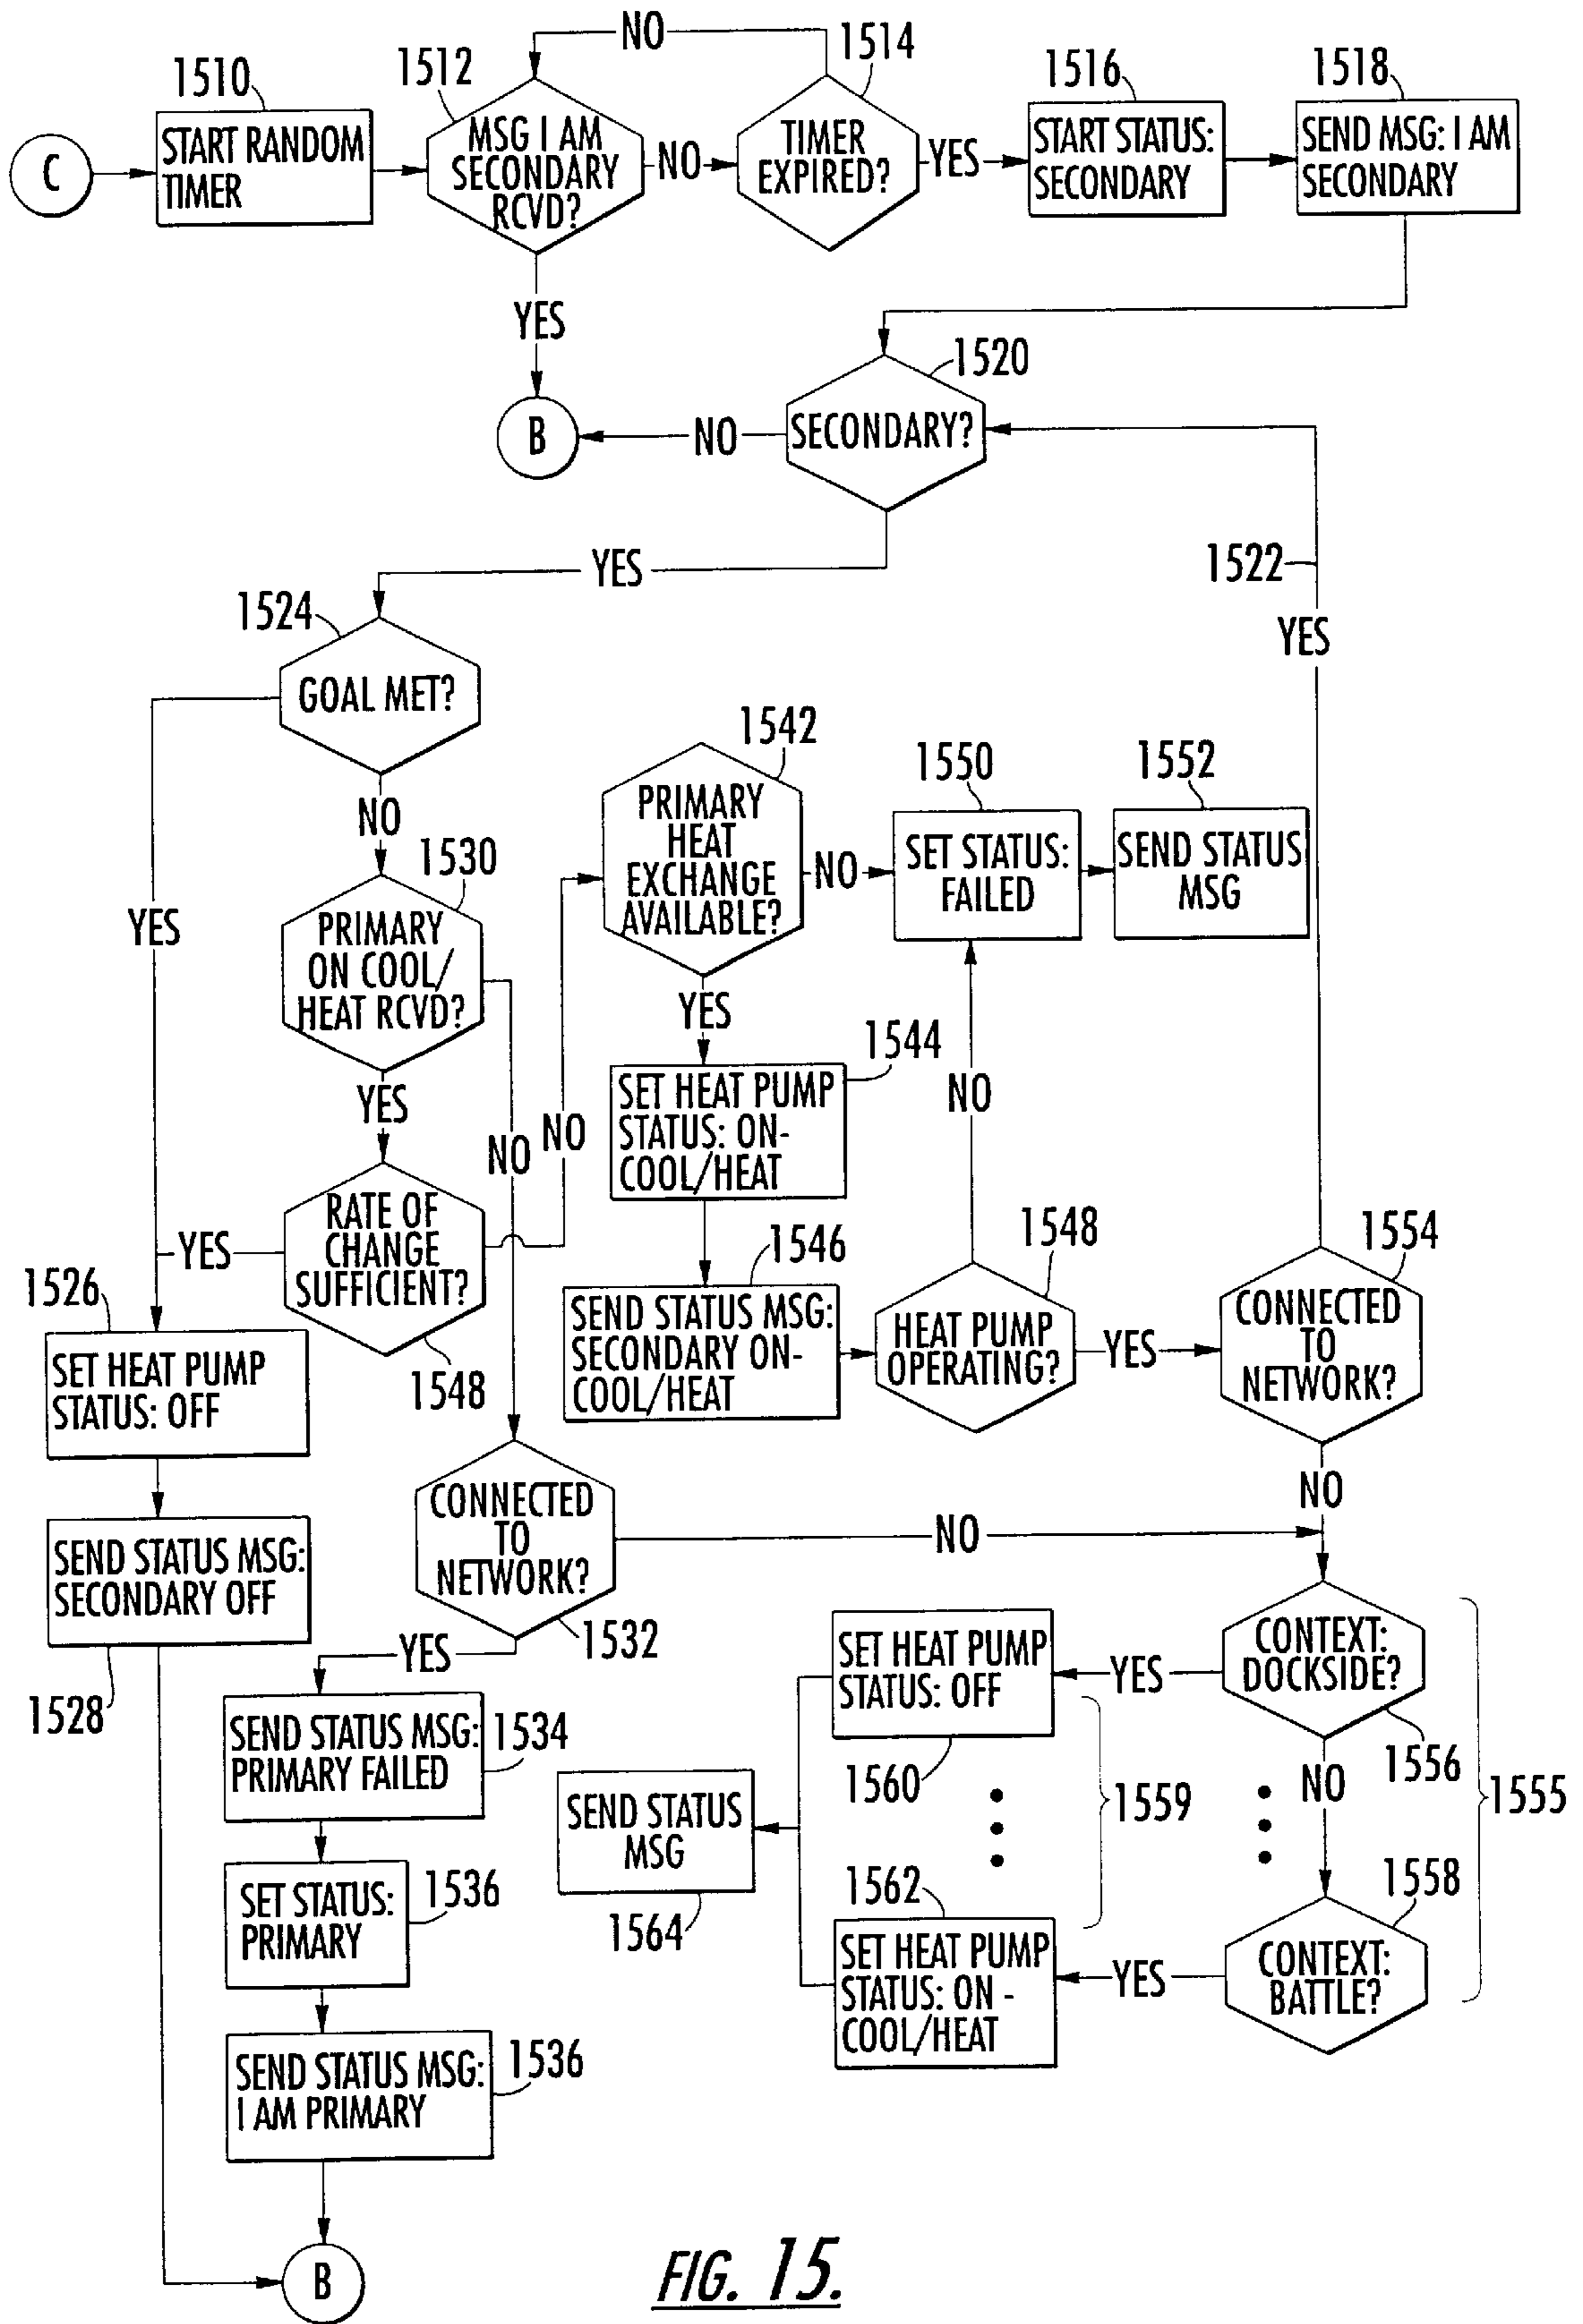 NO
1510
1512
1514
1516
1518
C
START RANDOM
TIMER
MSG I AM
SECONDARY
RCVD?
NO
TIMER
EXPIRED?
YES
START STATUS:
SECONDARY
SEND MSG: I AM
SECONDARY
YES
1520
B
NO
SECONDARY?
1522
YES
YES
1524
GOAL MET?
NO
YES
1530
PRIMARY
ON COOL/
HEAT RCVD?
YES
NO
NO
1542
PRIMARY
HEAT
EXCHANGE
AVAILABLE?
NO
1550
SET STATUS:
FAILED
1552
SEND STATUS
MSG
YES
1544
SET HEAT PUMP
STATUS: ON-
COOL/HEAT
NO
RATE OF
CHANGE
SUFFICIENT?
YES
1548
1546
SEND STATUS MSG:
SECONDARY ON-
COOL/HEAT
1548
HEAT PUMP
OPERATING?
YES
1554
CONNECTED
TO
NETWORK?
NO
1526
SET HEAT PUMP
STATUS: OFF
SEND STATUS MSG:
SECONDARY OFF
1528
CONNECTED
TO
NETWORK?
1532
NO
YES
SEND STATUS MSG:
PRIMARY FAILED
1534
SET STATUS:
PRIMARY
1536
SEND STATUS MSG:
I AM PRIMARY
1536
B
CONTEXT:
DOCKSIDE?
1556
1555
YES
SET HEAT PUMP
STATUS: OFF
1560
1559
NO
SEND STATUS
MSG
1564
1562
SET HEAT PUMP
STATUS: ON -
COOL/HEAT
YES
1558
CONTEXT:
BATTLE?
FIG. 15.